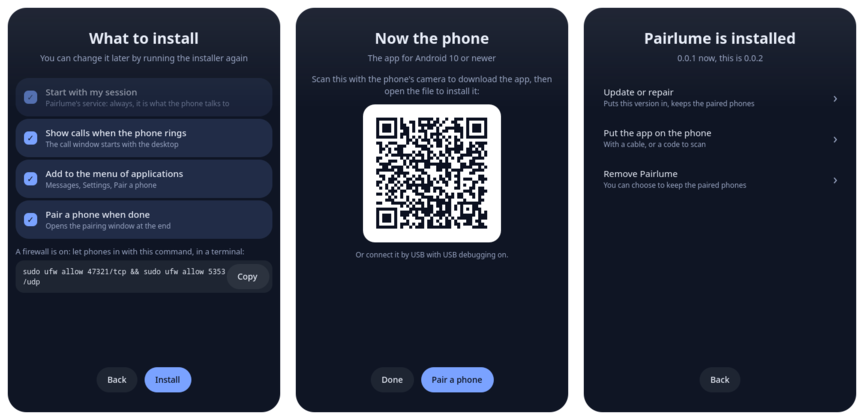 What to install
You can change it later by running the installer again
Start with my session
Pairlume's service: always, it is what the phone talks to
Show calls when the phone rings
The call window starts with the desktop
Add to the menu of applications
Messages, Settings, Pair a phone
Pair a phone when done
Opens the pairing window at the end
A firewall is on: let phones in with this command, in a terminal:
sudo ufw allow 47321/tcp && sudo ufw allow 5353
/udp
Copy
Back
Install
Now the phone
The app for Android 10 or newer
Scan this with the phone's camera to download the app, then
open the file to install it:
Or connect it by USB with USB debugging on.
Done
Pair a phone
Pairlume is installed
0.0.1 now, this is 0.0.2
Update or repair
Puts this version in, keeps the paired phones
Put the app on the phone
With a cable, or a code to scan
Remove Pairlume
You can choose to keep the paired phones
Back